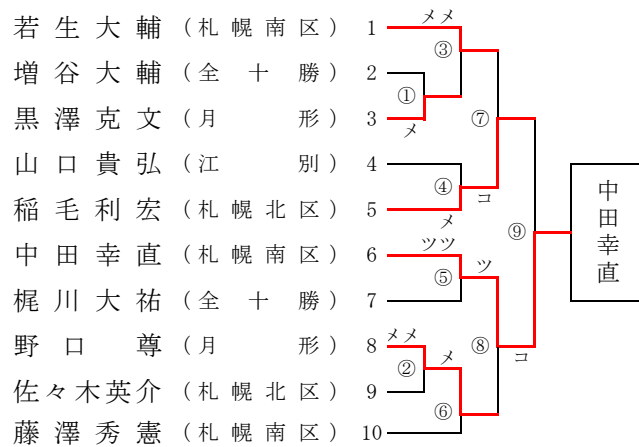 若生大輔 (札幌南区) 1 メメ
③
増谷大輔 (全十勝) 2
①
黒澤克文 (月形) 3 メ
⑦
山口貴弘 (江別) 4
④ コ
稲毛利宏 (札幌北区) 5 メ
⑨
中田幸直
中田幸直 (札幌南区) 6 ツツ
⑤ ツ
梶川大祐 (全十勝) 7
野口尊 (月形) 8 メメ
② メ ⑧ コ
佐々木英介 (札幌北区) 9
⑥
藤澤秀憲 (札幌南区) 10